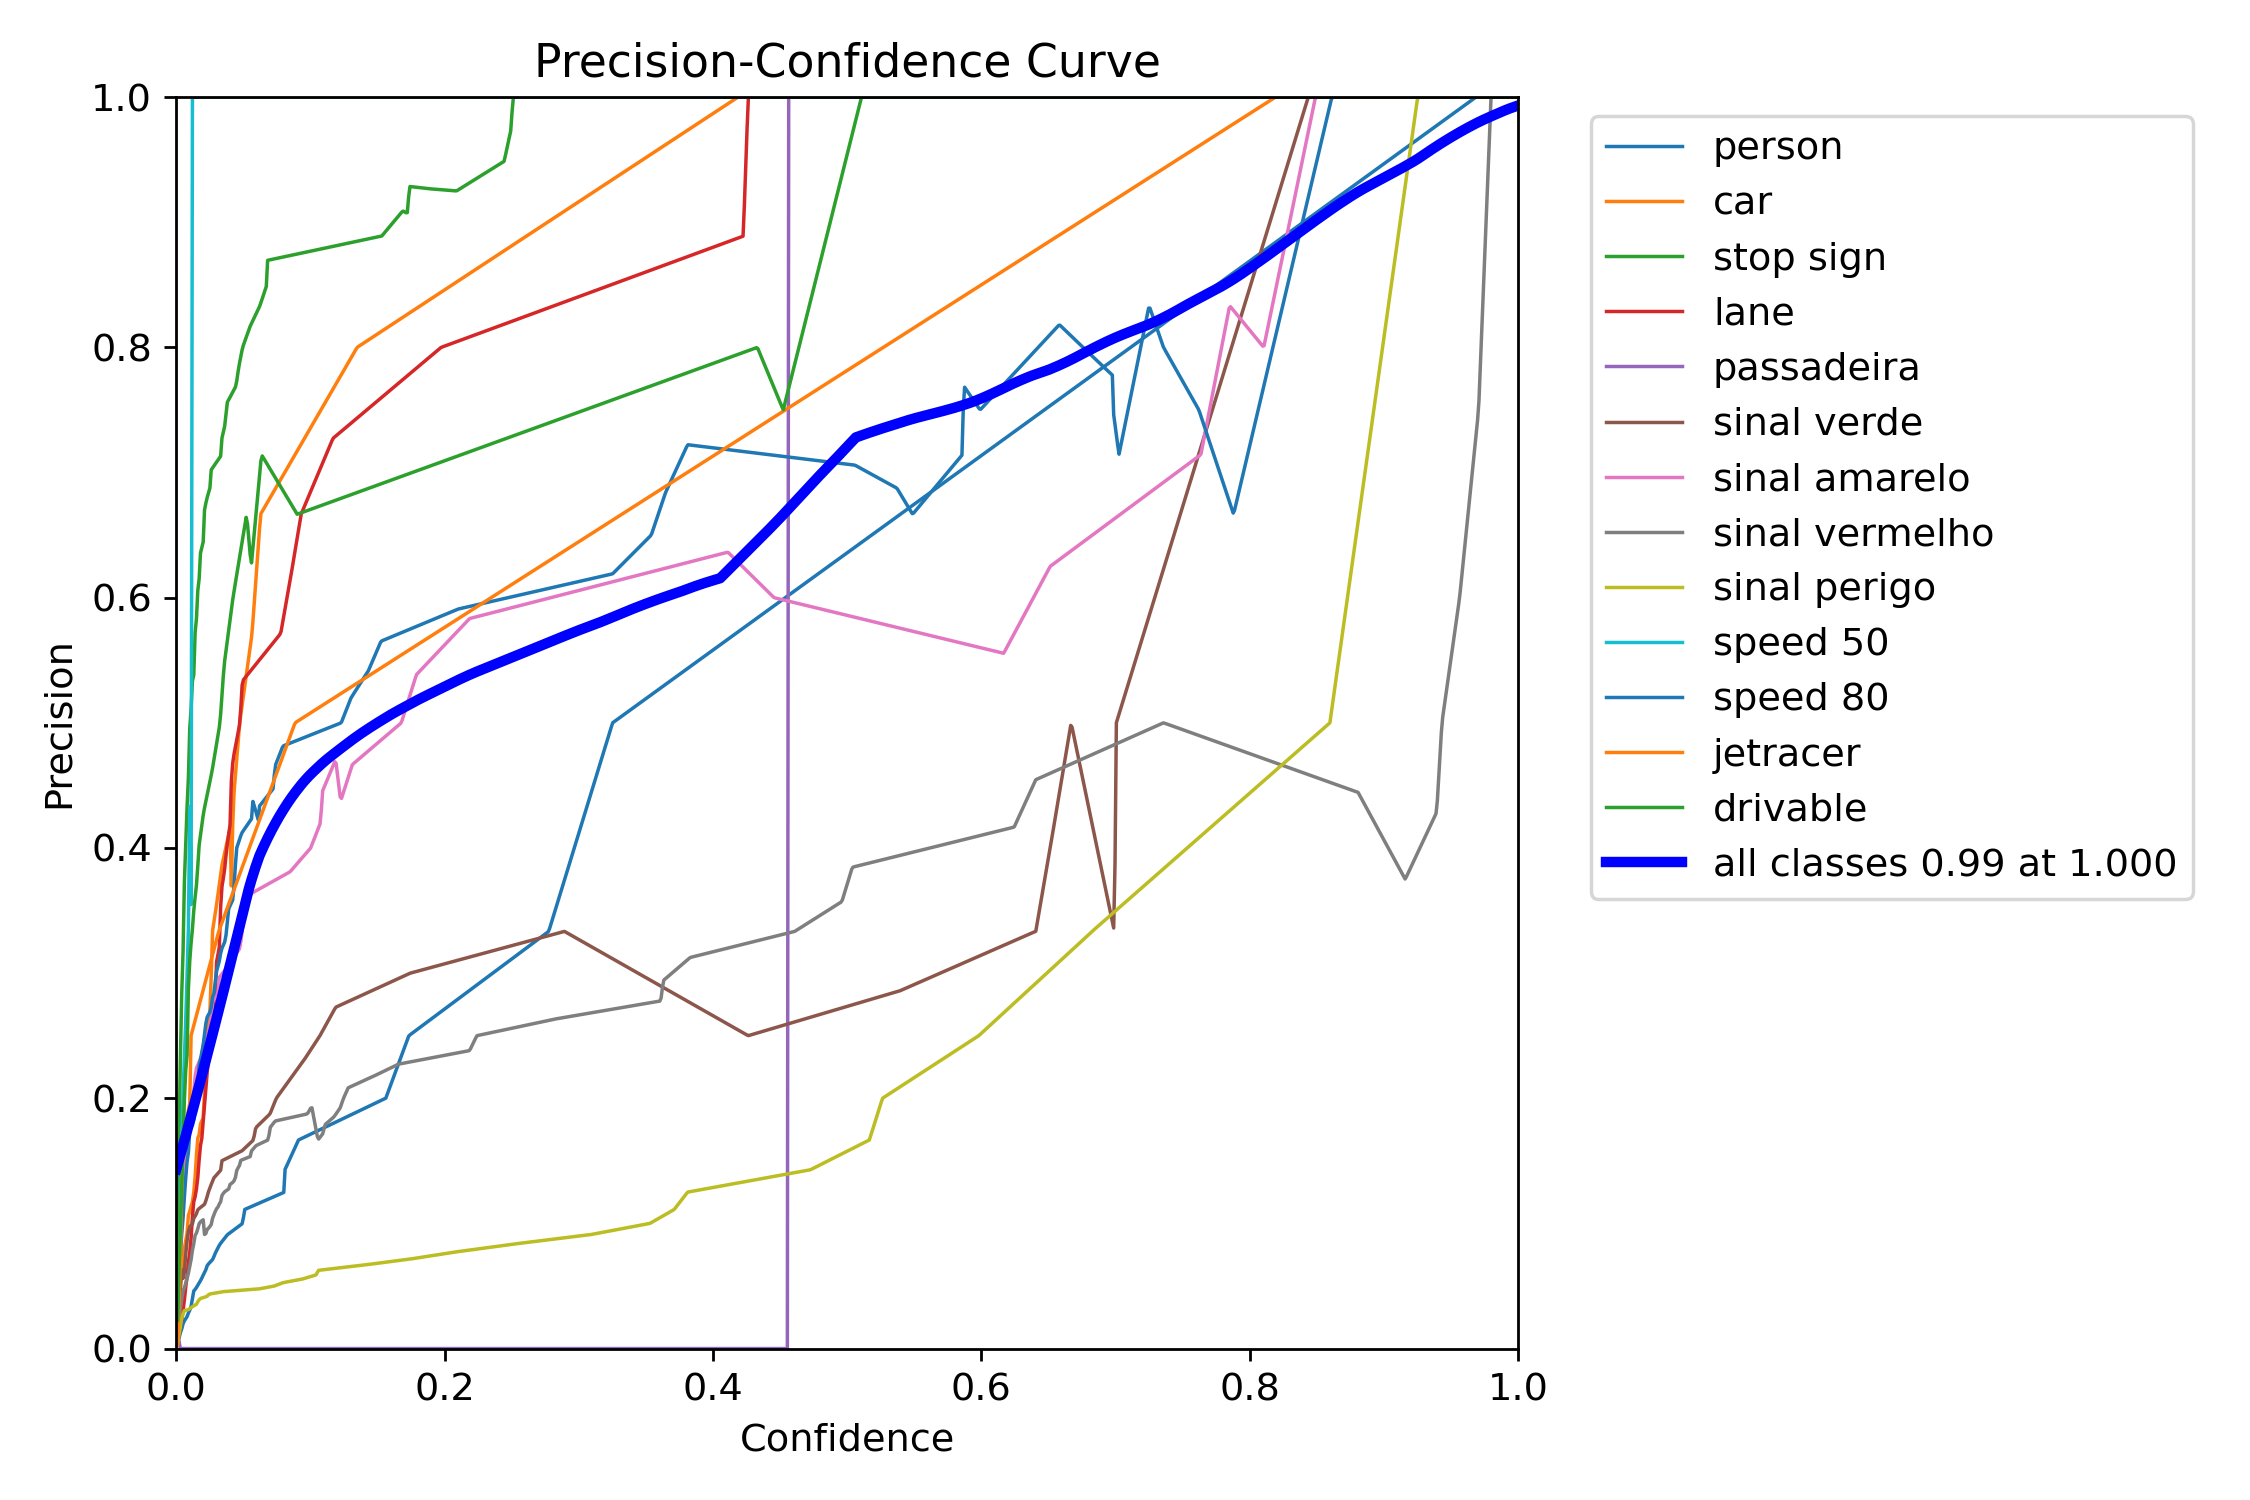 Precision-Confidence Curve
1.0
0.8
0.6
0.4
0.2
0.0
Precision
0.0 0.2 0.4 0.6 0.8 1.0
Confidence
person
car
stop sign
lane
passadeira
sinal verde
sinal amarelo
sinal vermelho
sinal perigo
speed 50
speed 80
jetracer
drivable
all classes 0.99 at 1.000